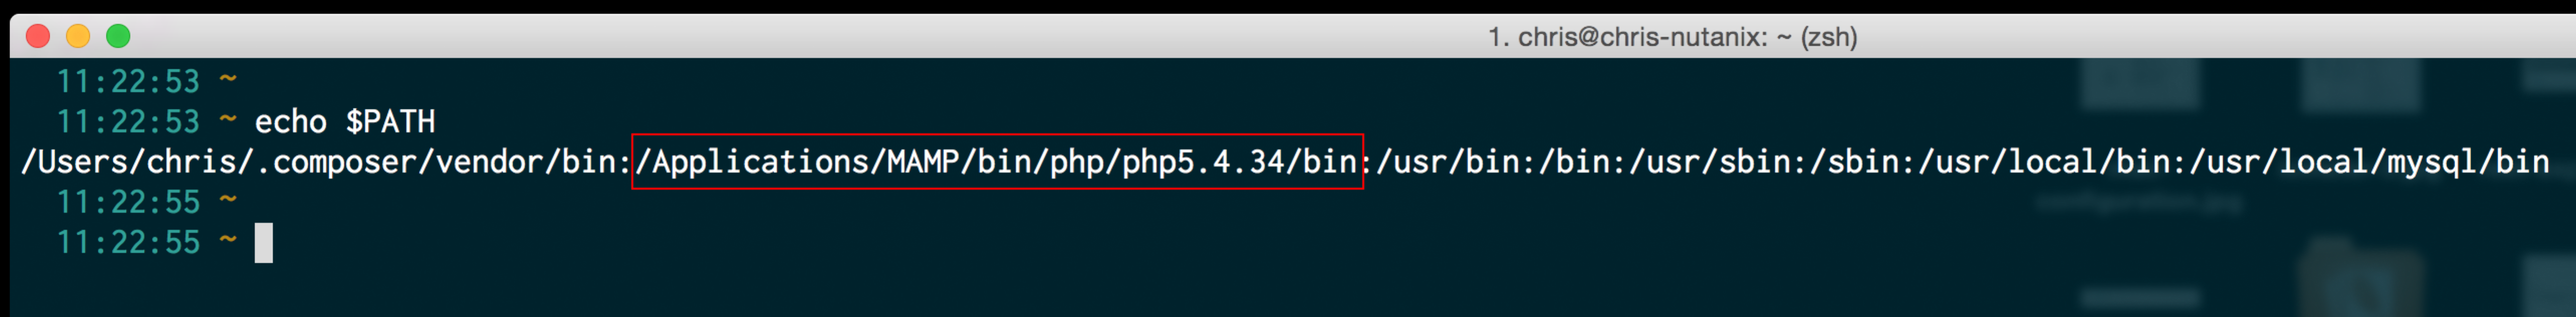 1. chris@chris-nutanix: ~ (zsh)
11:22:53 ~
11:22:53 ~ echo $PATH
/Users/chris/.composer/vendor/bin:/Applications/MAMP/bin/php/php5.4.34/bin:/usr/bin:/bin:/usr/sbin:/sbin:/usr/local/bin:/usr/local/mysql/bin
11:22:55 ~
11:22:55 ~